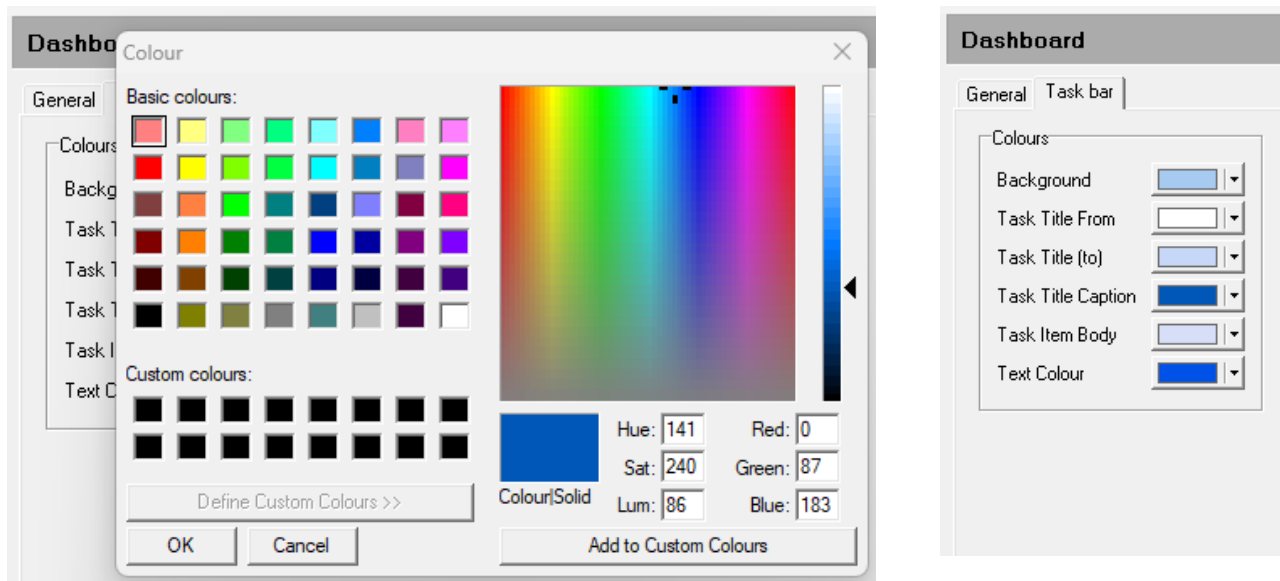 Dashbo
Colour
General
Basic colours:
Colours
Backg
Task T
Task T
Task T
Task I
Text C
Custom colours:
Define Custom Colours >>
OK
Cancel
Colour|Solid
Hue: 141
Sat: 240
Lum: 86
Red: 0
Green: 87
Blue: 183
Add to Custom Colours
Dashboard
General
Task bar
Colours
Background
Task Title From
Task Title (to)
Task Title Caption
Task Item Body
Text Colour